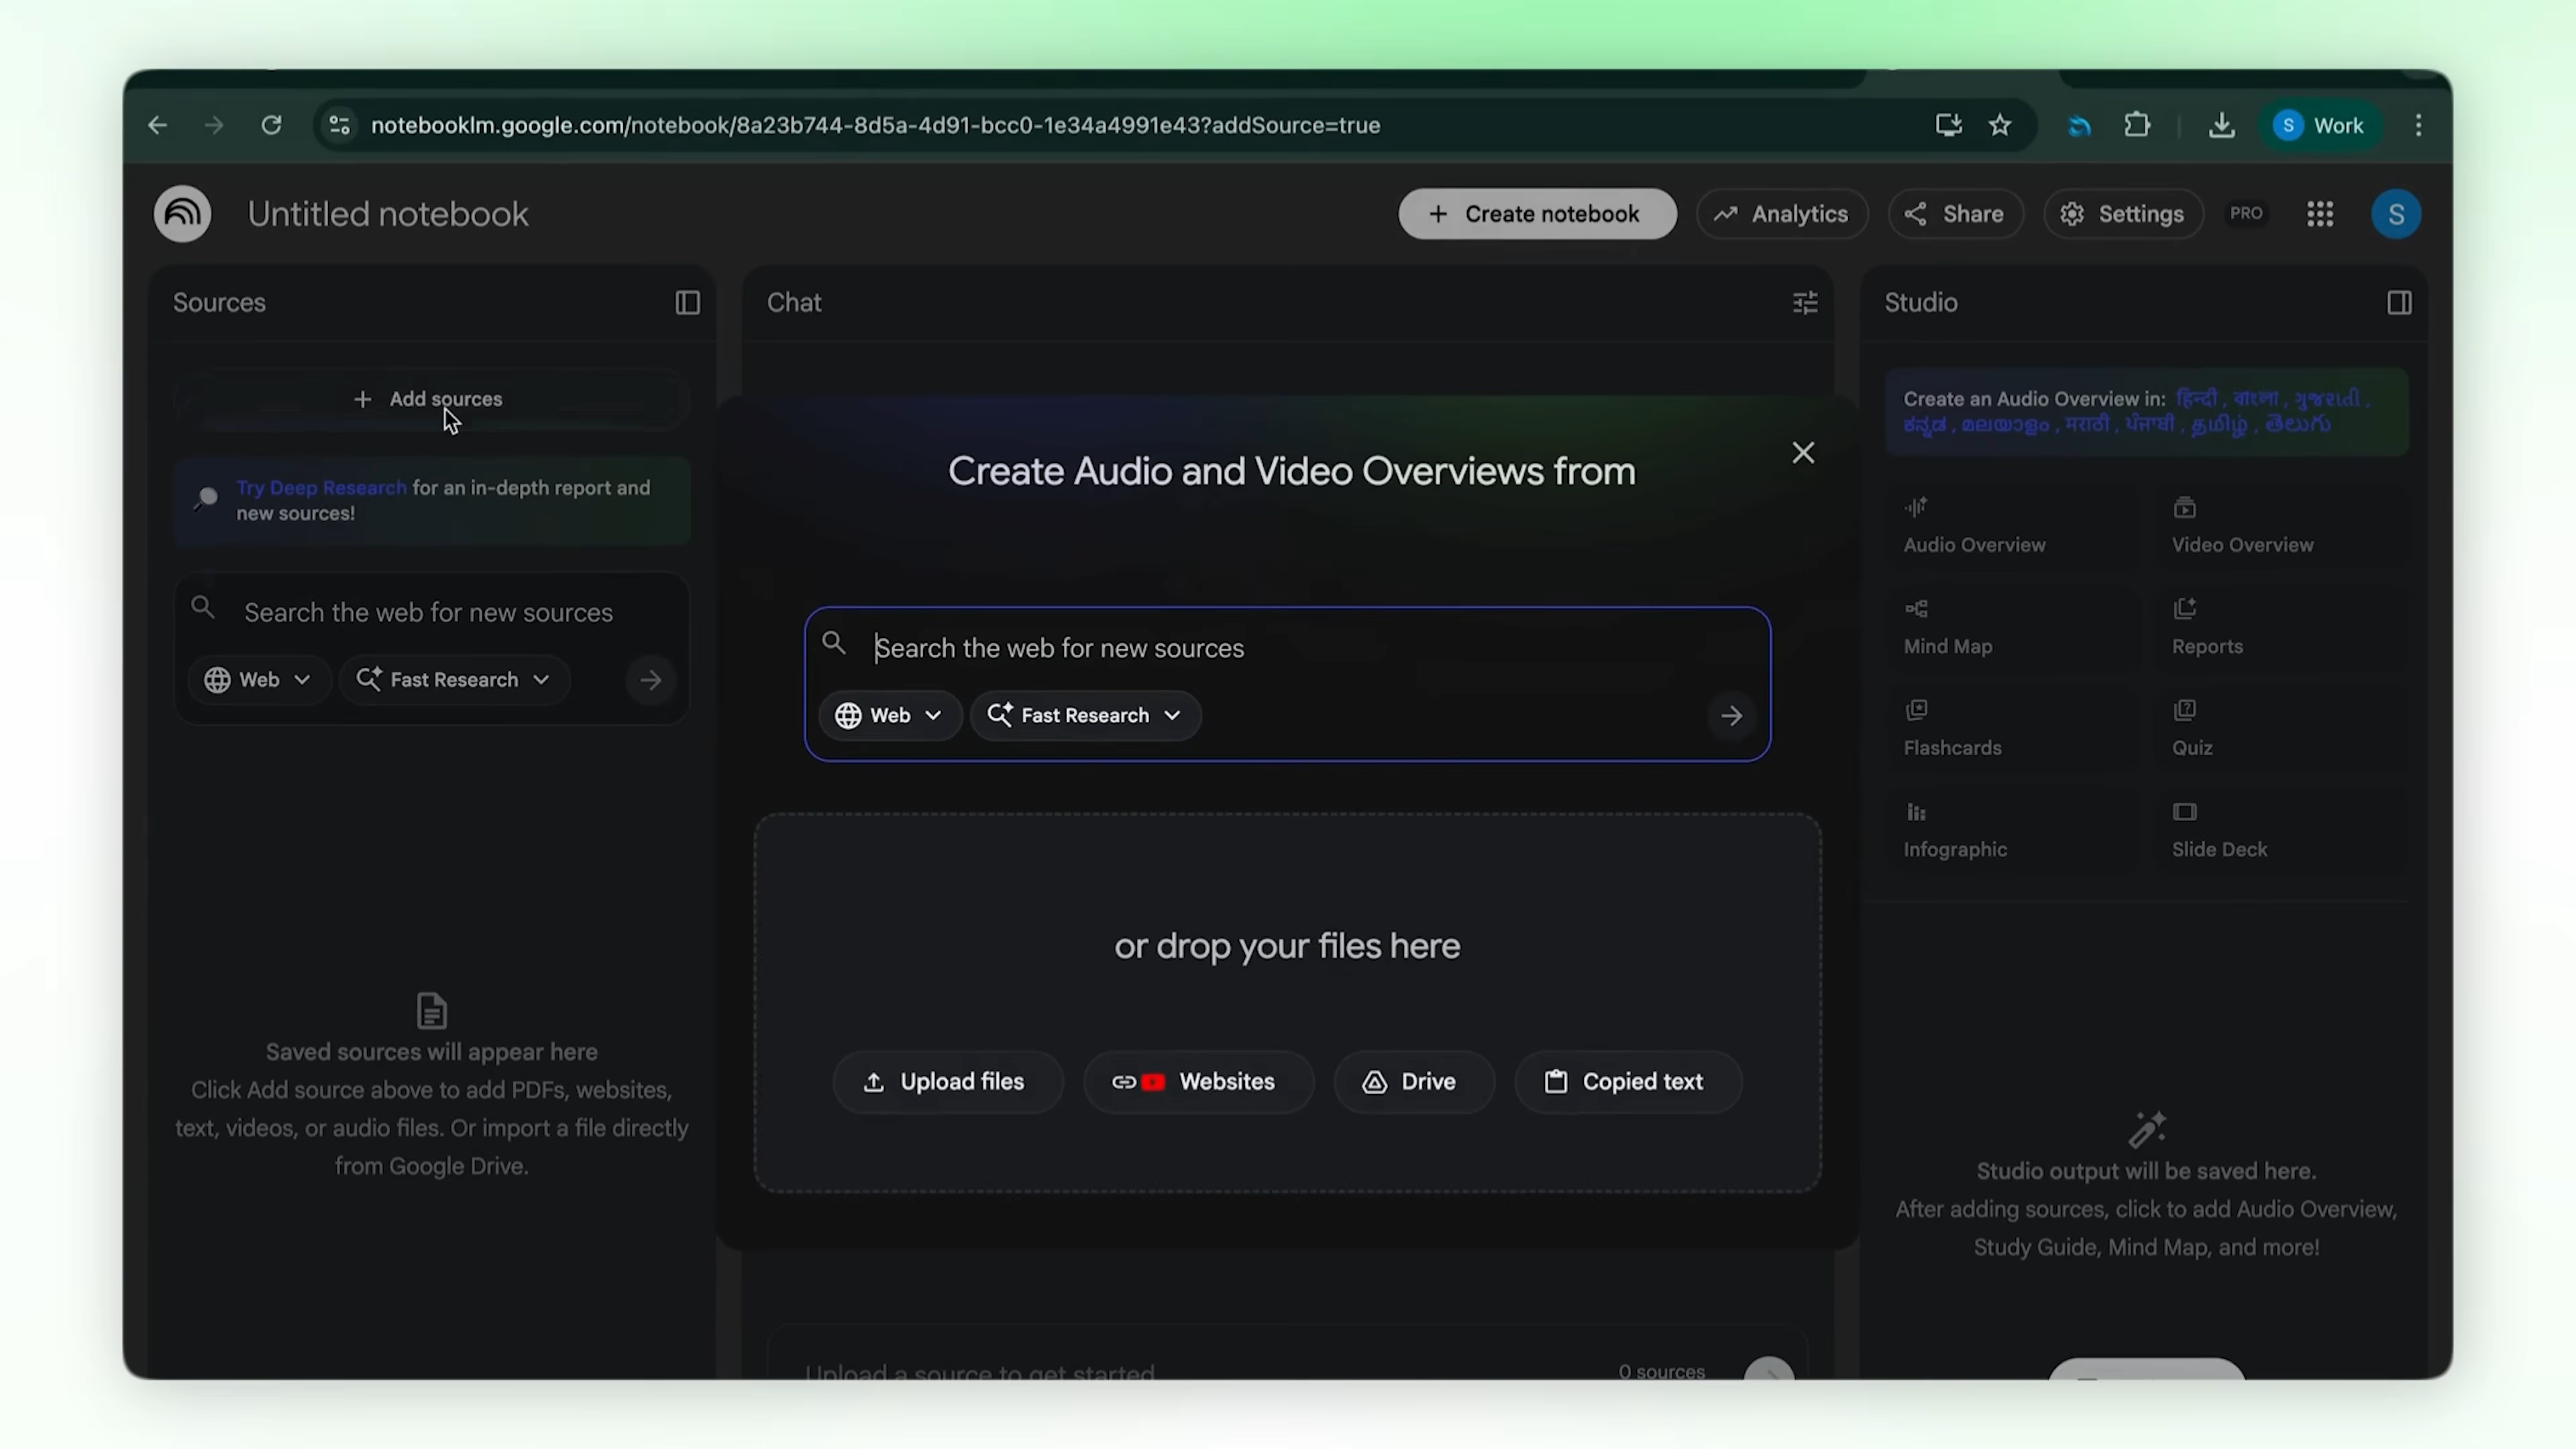 notebooklm.google.com/notebook/8a23b744-8d5a-4d91-bcc0-1e34a4991e43?addSource=true
S Work
Untitled notebook
Create notebook
Analytics
Share
Settings
PRO
S
Sources
Add sources
Try Deep Research for an in-depth report and
new sources!
Search the web for new sources
Web
Fast Research
Saved sources will appear here
Click Add source above to add PDFs, websites,
text, videos, or audio files. Or import a file directly
from Google Drive.
Chat
Create Audio and Video Overviews from
Search the web for new sources
Web
Fast Research
or drop your files here
Upload files
Websites
Drive
Copied text
Upload a source to get started
0 sources
Studio
Create an Audio Overview in: हिन्दी, বাংলা, ગુજરાતી,
ಕನ್ನಡ, മലയാളം, मराठी, ਪੰਜਾਬੀ, தமிழ், తెలుగు
Audio Overview
Video Overview
Mind Map
Reports
Flashcards
Quiz
Infographic
Slide Deck
Studio output will be saved here.
After adding sources, click to add Audio Overview,
Study Guide, Mind Map, and more!